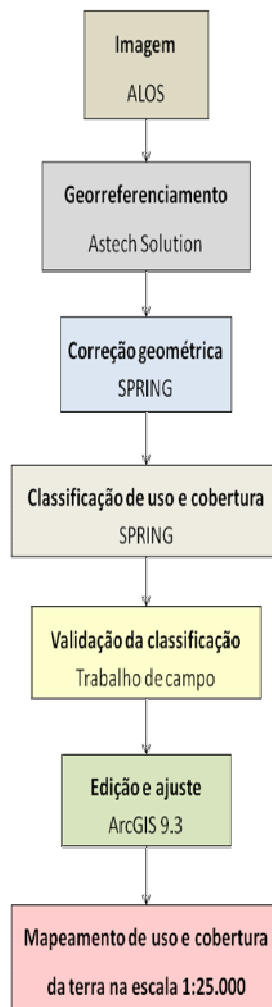 Imagem
ALOS
Georreferenciamento
Astech Solution
Correção geométrica
SPRING
Classificação de uso e cobertura
SPRING
Validação da classificação
Trabalho de campo
Edição e ajuste
ArcGIS 9.3
Mapeamento de uso e cobertura
da terra na escala 1:25.000